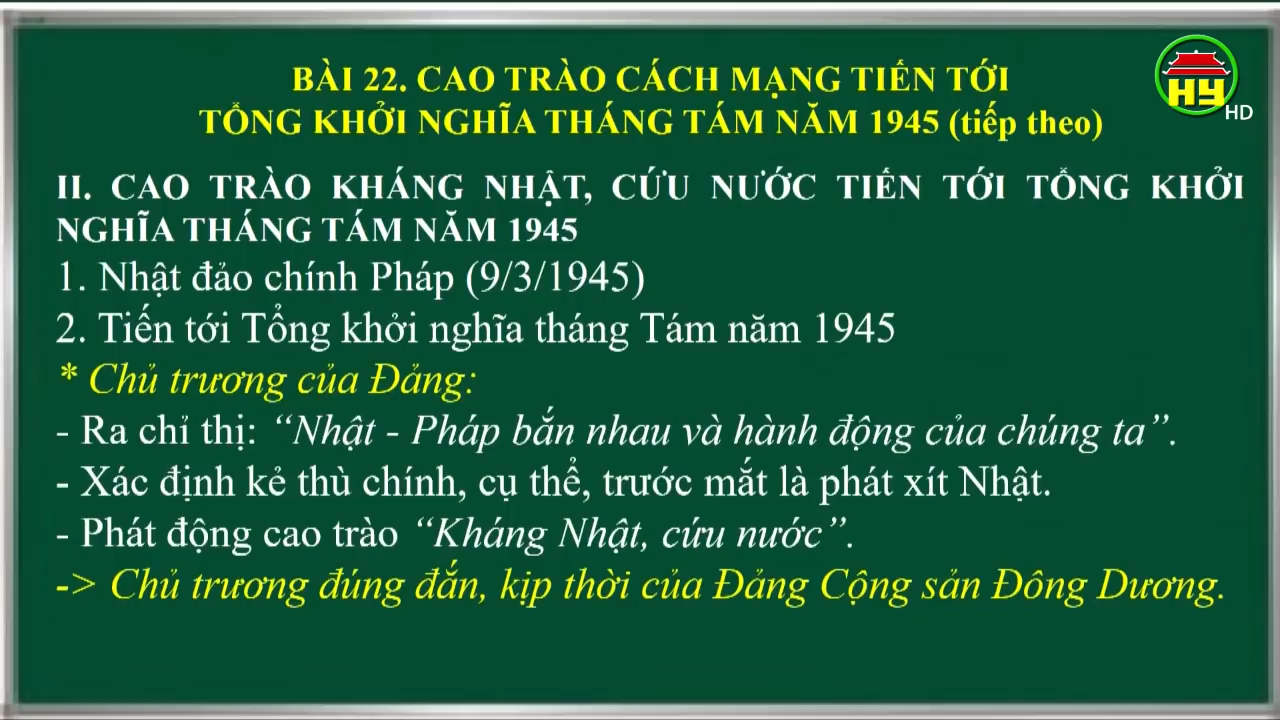 BÀI 22. CAO TRÀO CÁCH MẠNG TIẾN TỚI
TỔNG KHỞI NGHĨA THÁNG TÁM NĂM 1945 (tiếp theo)
HY
HD
II. CAO TRÀO KHÁNG NHẬT, CỨU NƯỚC TIẾN TỚI TỔNG KHỞI
NGHĨA THÁNG TÁM NĂM 1945
1. Nhật đảo chính Pháp (9/3/1945)
2. Tiến tới Tổng khởi nghĩa tháng Tám năm 1945
* Chủ trương của Đảng:
- Ra chỉ thị: “Nhật - Pháp bắn nhau và hành động của chúng ta”.
- Xác định kẻ thù chính, cụ thể, trước mắt là phát xít Nhật.
- Phát động cao trào “Kháng Nhật, cứu nước”.
-> Chủ trương đúng đắn, kịp thời của Đảng Cộng sản Đông Dương.